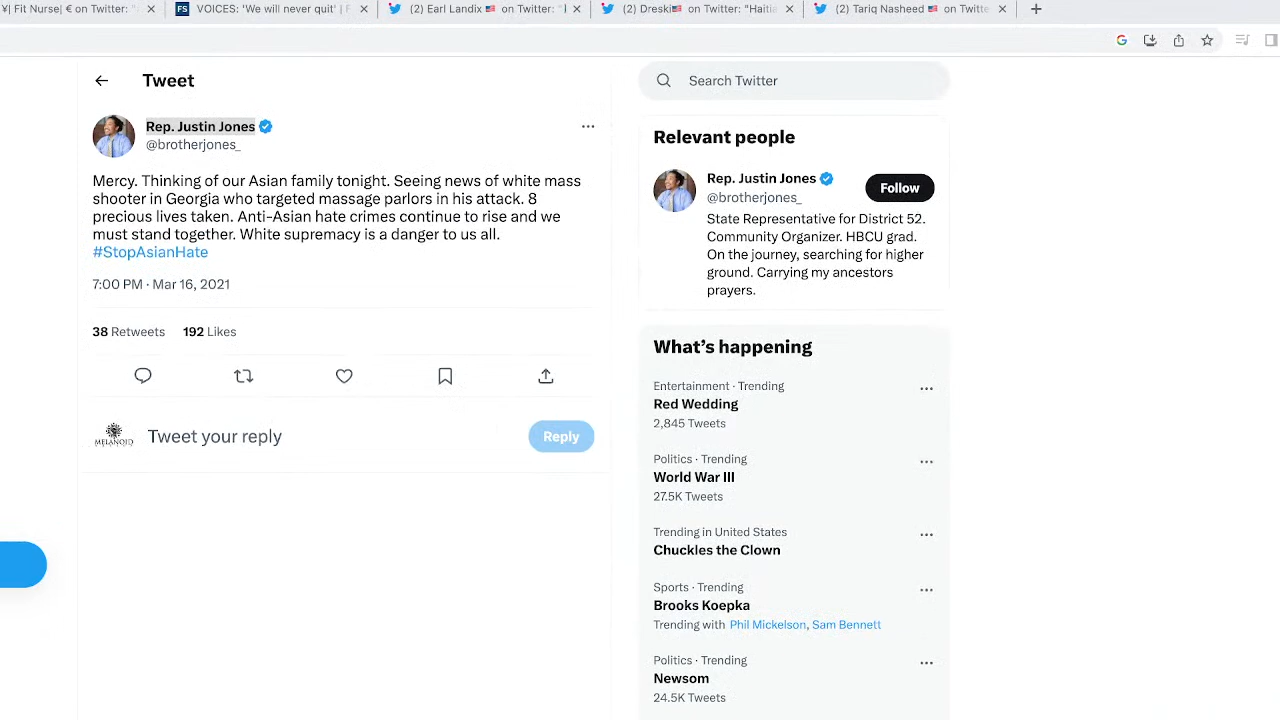 ¥| Fit Nurse| € on Twitter: "
VOICES: 'We will never quit' | F
(2) Earl Landix on Twitter: "
(2) Dreski on Twitter: "Haitia
(2) Tariq Nasheed on Twitte
Tweet
Search Twitter
Rep. Justin Jones
@brotherjones_
Mercy. Thinking of our Asian family tonight. Seeing news of white mass
shooter in Georgia who targeted massage parlors in his attack. 8
precious lives taken. Anti-Asian hate crimes continue to rise and we
must stand together. White supremacy is a danger to us all.
#StopAsianHate
7:00 PM · Mar 16, 2021
38 Retweets 192 Likes
MELANOID
Tweet your reply
Reply
Relevant people
Rep. Justin Jones
@brotherjones_
Follow
State Representative for District 52.
Community Organizer. HBCU grad.
On the journey, searching for higher
ground. Carrying my ancestors
prayers.
What's happening
Entertainment · Trending
Red Wedding
2,845 Tweets
Politics · Trending
World War III
27.5K Tweets
Trending in United States
Chuckles the Clown
Sports · Trending
Brooks Koepka
Trending with Phil Mickelson, Sam Bennett
Politics · Trending
Newsom
24.5K Tweets